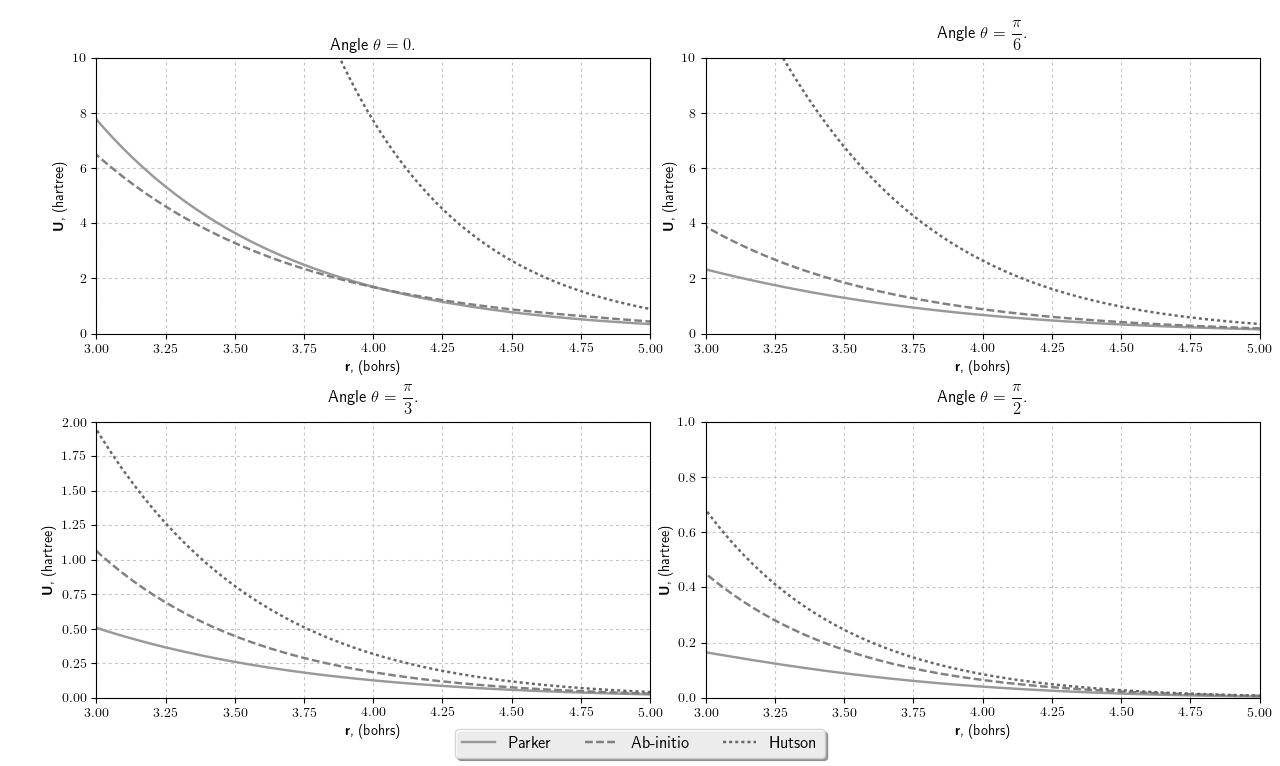 Angle θ = 0.
10
8
6
4
2
0
U, (hartree)
3.00 3.25 3.50 3.75 4.00 4.25 4.50 4.75 5.00
r, (bohrs)
Angle θ = π/6.
10
8
6
4
2
0
U, (hartree)
3.00 3.25 3.50 3.75 4.00 4.25 4.50 4.75 5.00
r, (bohrs)
Angle θ = π/3.
2.00
1.75
1.50
1.25
1.00
0.75
0.50
0.25
0.00
U, (hartree)
3.00 3.25 3.50 3.75 4.00 4.25 4.50 4.75 5.00
r, (bohrs)
Angle θ = π/2.
1.0
0.8
0.6
0.4
0.2
0.0
U, (hartree)
3.00 3.25 3.50 3.75 4.00 4.25 4.50 4.75 5.00
r, (bohrs)
Parker Ab-initio Hutson